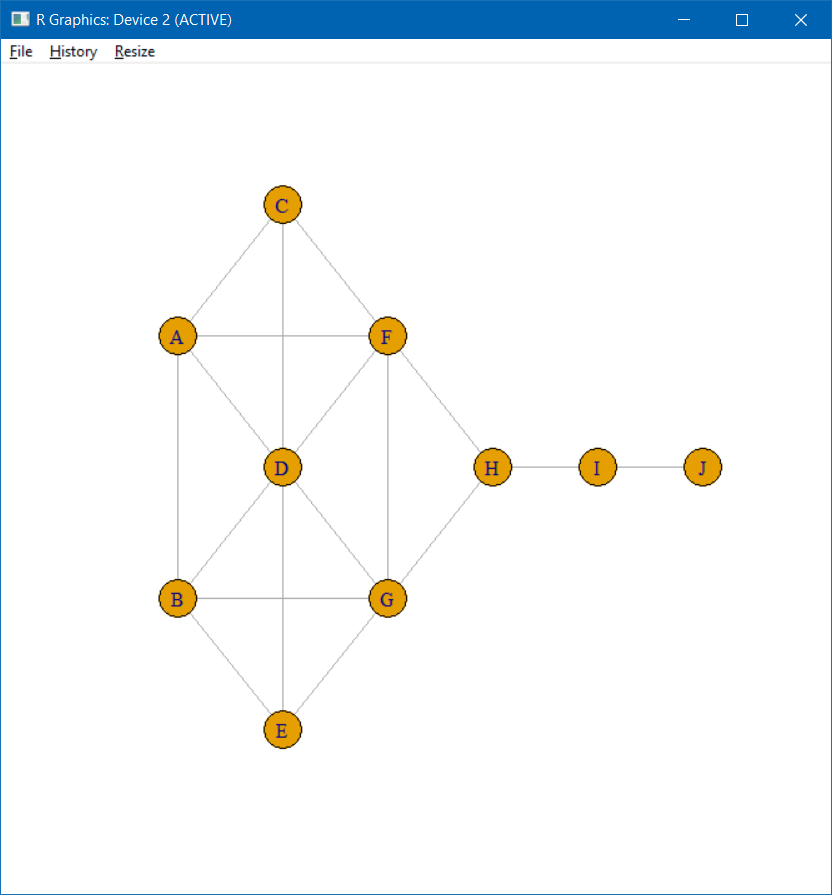 R Graphics: Device 2 (ACTIVE)
File History Resize
C
A F
D H I J
B G
E